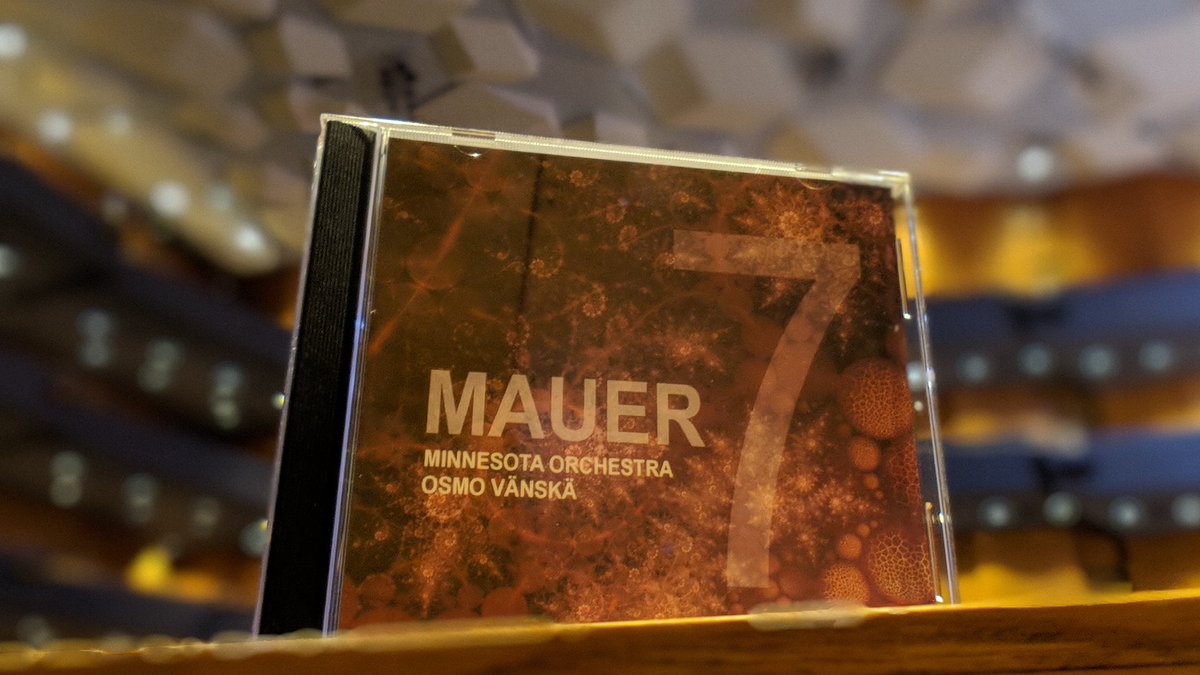 7
MAUER
MINNESOTA ORCHESTRA
OSMO VÄNSKÄ